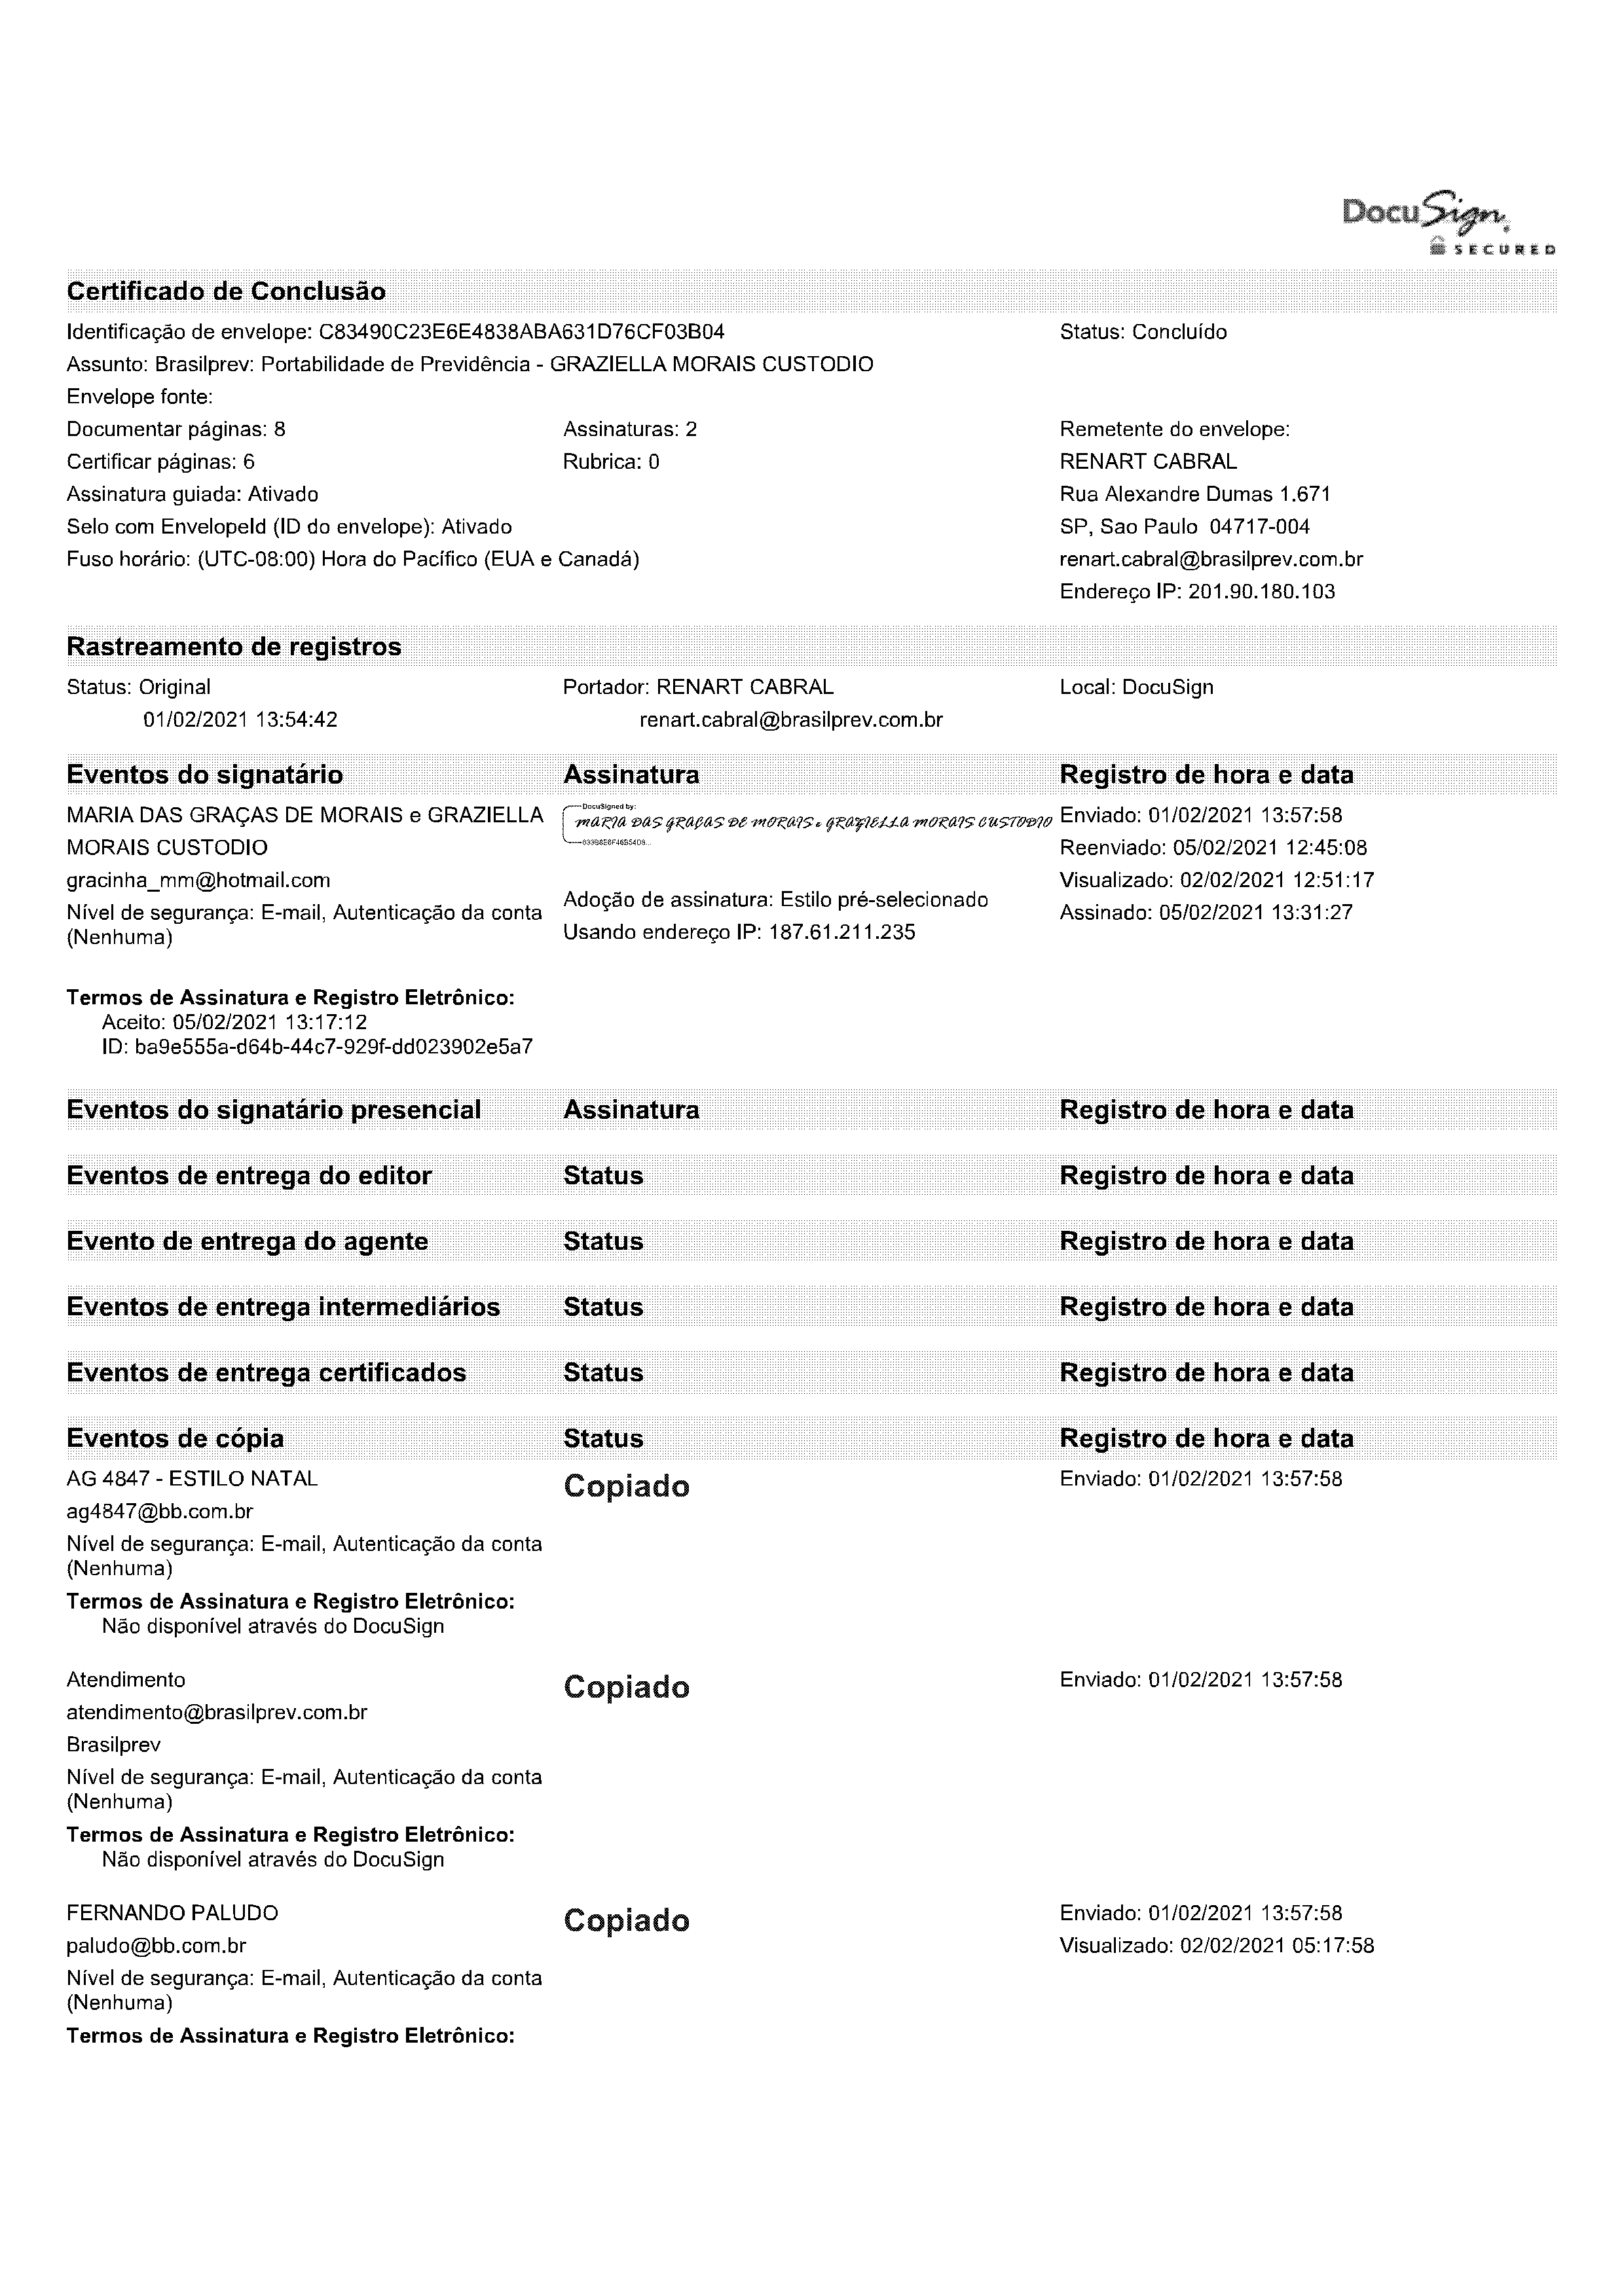 DocuSign
SECURED
Certificado de Conclusão
Identificação de envelope: C83490C23E6E4838ABA631D76CF03B04 Status: Concluído
Assunto: Brasilprev: Portabilidade de Previdência - GRAZIELLA MORAIS CUSTODIO
Envelope fonte:
Documentar páginas: 8 Assinaturas: 2 Remetente do envelope:
Certificar páginas: 6 Rubrica: 0 RENART CABRAL
Assinatura guiada: Ativado Rua Alexandre Dumas 1.671
Selo com EnvelopeId (ID do envelope): Ativado SP, Sao Paulo 04717-004
Fuso horário: (UTC-08:00) Hora do Pacífico (EUA e Canadá) renart.cabral@brasilprev.com.br
Endereço IP: 201.90.180.103
Rastreamento de registros
Status: Original Portador: RENART CABRAL Local: DocuSign
01/02/2021 13:54:42 renart.cabral@brasilprev.com.br
Eventos do signatário Assinatura Registro de hora e data
MARIA DAS GRAÇAS DE MORAIS e GRAZIELLA
MORAIS CUSTODIO
gracinha_mm@hotmail.com
Nível de segurança: E-mail, Autenticação da conta
(Nenhuma)
DocuSigned by:
MARIA DAS GRAÇAS DE MORAIS e GRAZIELLA MORAIS CUSTODIO
Adoção de assinatura: Estilo pré-selecionado
Usando endereço IP: 187.61.211.235
Enviado: 01/02/2021 13:57:58
Reenviado: 05/02/2021 12:45:08
Visualizado: 02/02/2021 12:51:17
Assinado: 05/02/2021 13:31:27
Termos de Assinatura e Registro Eletrônico:
Aceito: 05/02/2021 13:17:12
ID: ba9e555a-d64b-44c7-929f-dd023902e5a7
Eventos do signatário presencial Assinatura Registro de hora e data
Eventos de entrega do editor Status Registro de hora e data
Evento de entrega do agente Status Registro de hora e data
Eventos de entrega intermediários Status Registro de hora e data
Eventos de entrega certificados Status Registro de hora e data
Eventos de cópia Status Registro de hora e data
AG 4847 - ESTILO NATAL Copiado Enviado: 01/02/2021 13:57:58
ag4847@bb.com.br
Nível de segurança: E-mail, Autenticação da conta
(Nenhuma)
Termos de Assinatura e Registro Eletrônico:
Não disponível através do DocuSign
Atendimento Copiado Enviado: 01/02/2021 13:57:58
atendimento@brasilprev.com.br
Brasilprev
Nível de segurança: E-mail, Autenticação da conta
(Nenhuma)
Termos de Assinatura e Registro Eletrônico:
Não disponível através do DocuSign
FERNANDO PALUDO Copiado Enviado: 01/02/2021 13:57:58
paludo@bb.com.br Visualizado: 02/02/2021 05:17:58
Nível de segurança: E-mail, Autenticação da conta
(Nenhuma)
Termos de Assinatura e Registro Eletrônico: